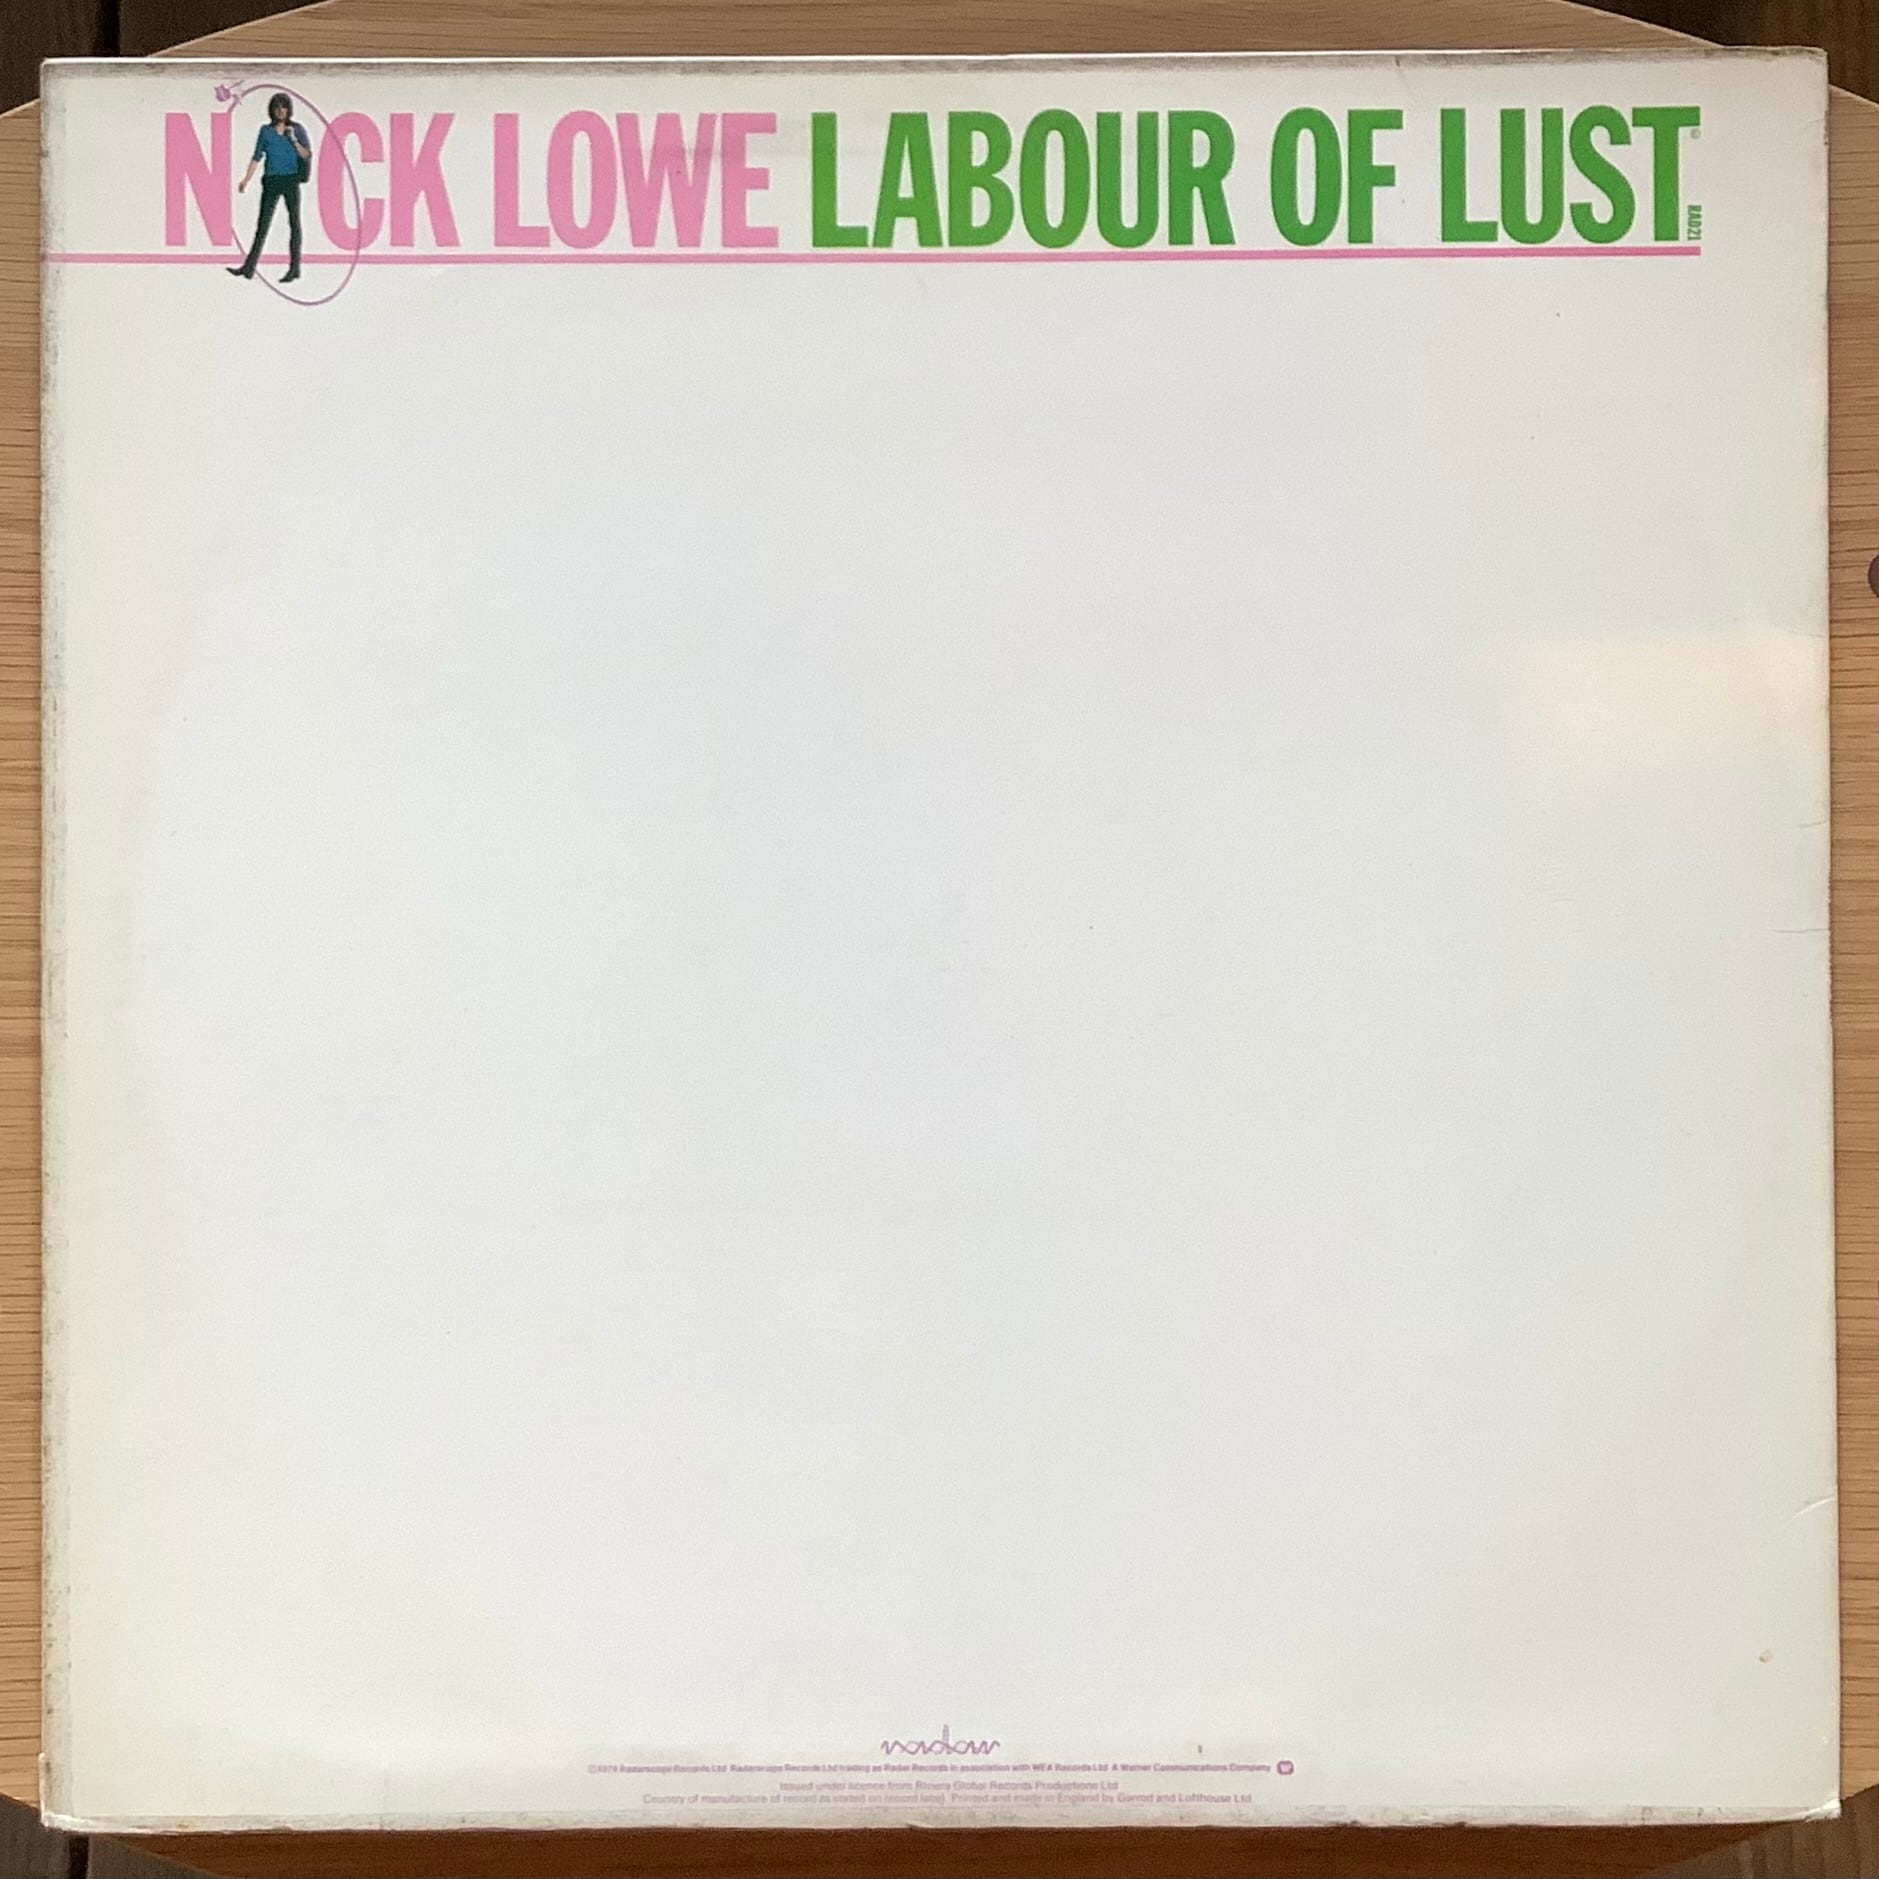 NICK LOWE LABOUR OF LUST
©
RAD21
radar
©1979 Radarscope Records Ltd Radarscope Records Ltd trading as Radar Records in association with WEA Records Ltd A Warner Communications Company
Issued under licence from Riviera Global Records Productions Ltd
Country of manufacture of record as stated on record label. Printed and made in England by Garrod and Lofthouse Ltd